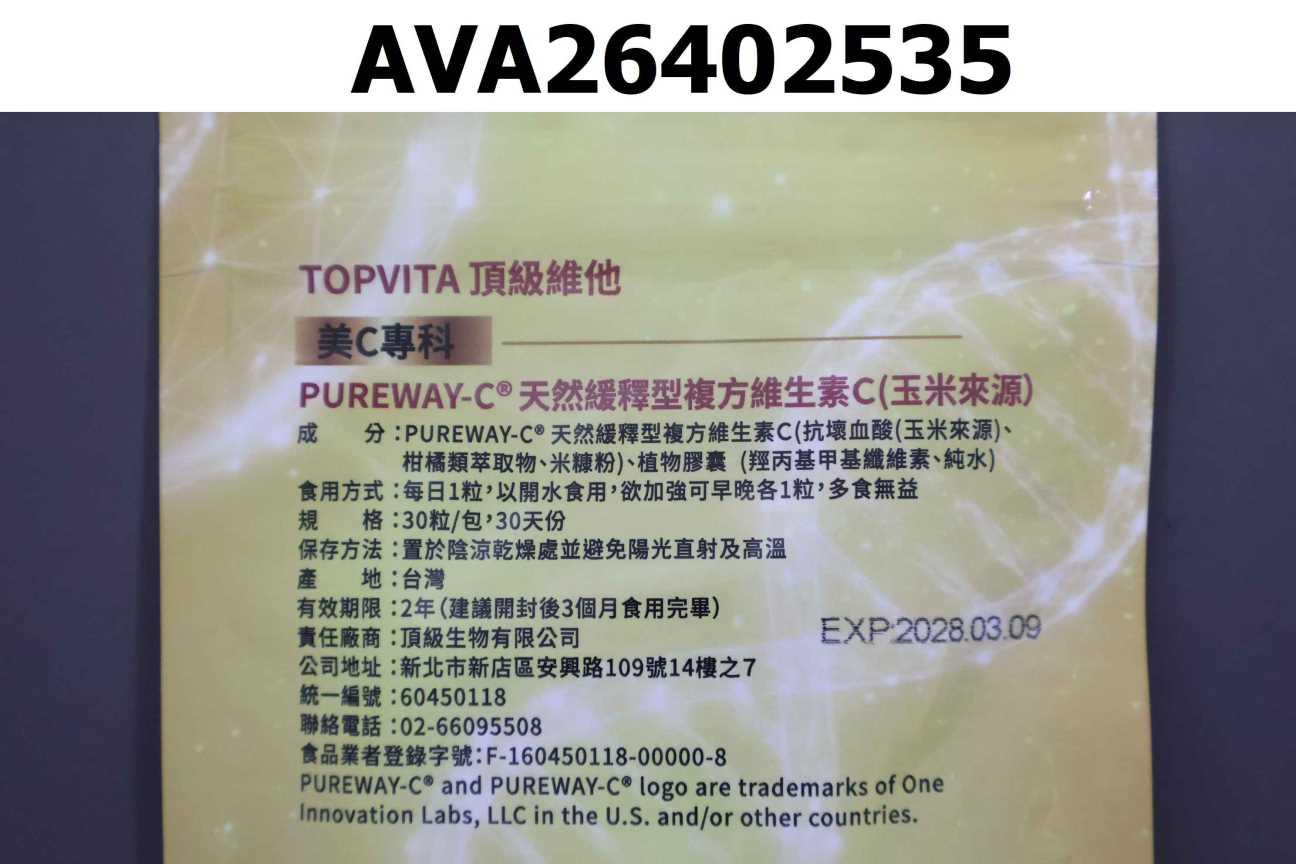 AVA26402535
TOPVITA 頂級維他
美C專科
PUREWAY-C® 天然緩釋型複方維生素C(玉米來源)
成 分:PUREWAY-C® 天然緩釋型複方維生素C(抗壞血酸(玉米來源)、
柑橘類萃取物、米糠粉)、植物膠囊 (羥丙基甲基纖維素、純水)
食用方式:每日1粒,以開水食用,欲加強可早晚各1粒,多食無益
規 格:30粒/包,30天份
保存方法:置於陰涼乾燥處並避免陽光直射及高溫
產 地:台灣
有效期限:2年(建議開封後3個月食用完畢)
EXP:2028.03.09
責任廠商:頂級生物有限公司
公司地址:新北市新店區安興路109號14樓之7
統一編號:60450118
聯絡電話:02-66095508
食品業者登錄字號:F-160450118-00000-8
PUREWAY-C® and PUREWAY-C® logo are trademarks of One
Innovation Labs, LLC in the U.S. and/or other countries.